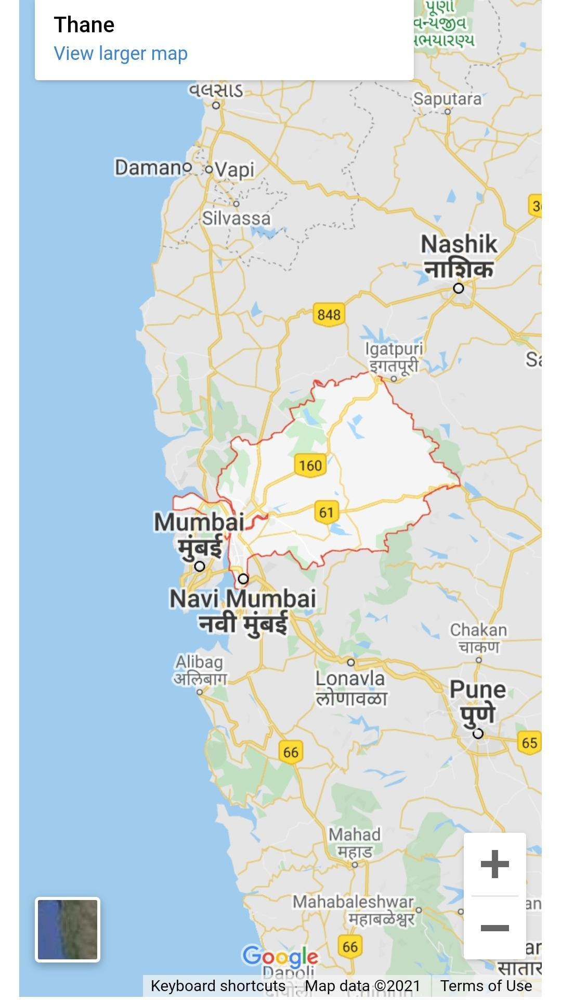 Thane
View larger map
પૂર્ણા
વન્યજીવ
અભયારણ્ય
વલસાડ
Saputara
Daman
Vapi
Silvassa
Nashik
नाशिक
848
Igatpuri
इगतपूरी
160
61
Mumbai
मुंबई
Navi Mumbai
नवी मुंबई
Chakan
चाकण
Alibag
अलिबाग
Lonavla
लोणावळा
Pune
पुणे
66
65
Mahad
महाड
Mahabaleshwar
महाबळेश्वर
66
Google
Dapoli
Keyboard shortcuts
Map data ©2021
Terms of Use